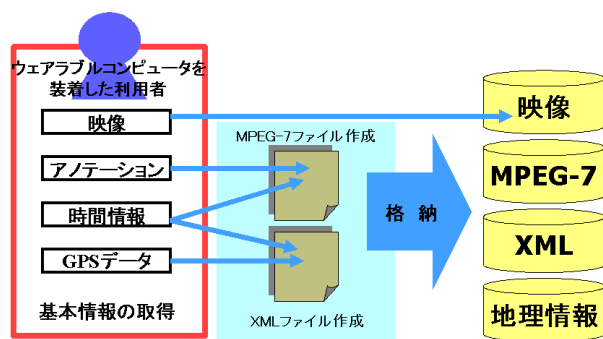 ウェアラブルコンピュータを
装着した利用者
映像
アノテーション
時間情報
GPSデータ
基本情報の取得
MPEG-7ファイル作成
XMLファイル作成
格 納
映像
MPEG-7
XML
地理情報